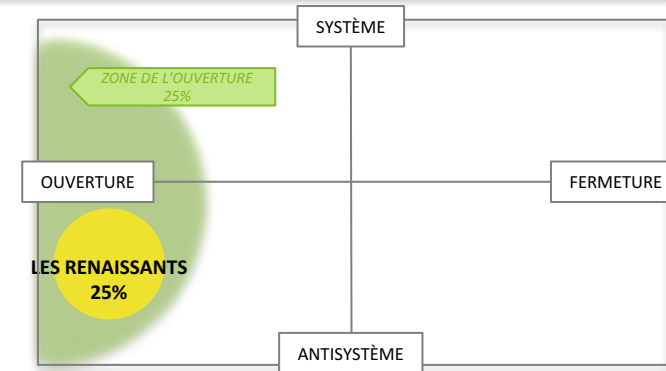 SYSTÈME
ZONE DE L'OUVERTURE
25%
OUVERTURE
FERMETURE
LES RENAISSANTS
25%
ANTISYSTÈME